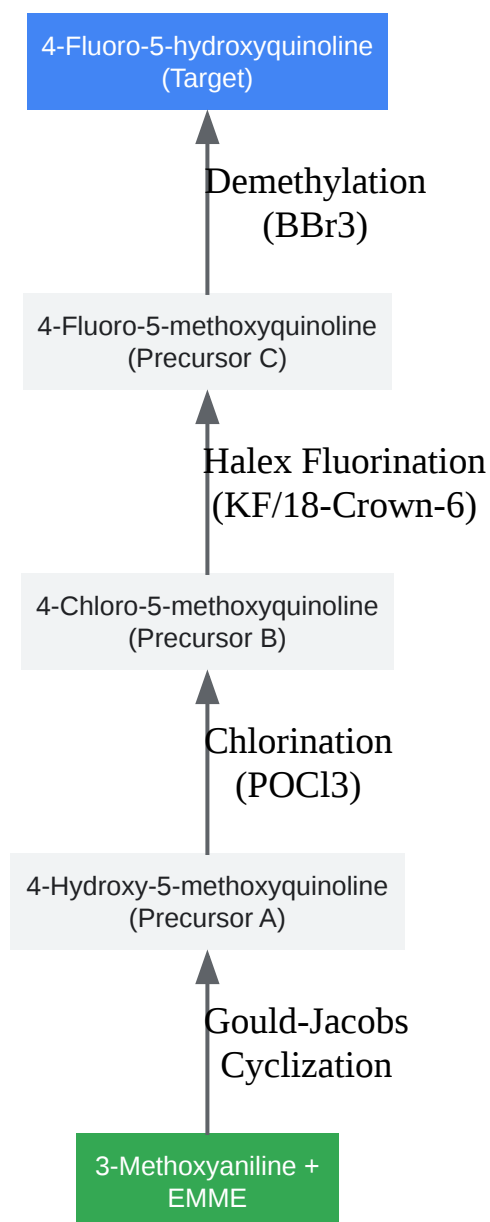 4-Fluoro-5-hydroxyquinoline
(Target)
Demethylation
(BBr3)
4-Fluoro-5-methoxyquinoline
(Precursor C)
Halex Fluorination
(KF/18-Crown-6)
4-Chloro-5-methoxyquinoline
(Precursor B)
Chlorination
(POCl3)
4-Hydroxy-5-methoxyquinoline
(Precursor A)
Gould-Jacobs
Cyclization
3-Methoxyaniline +
EMME